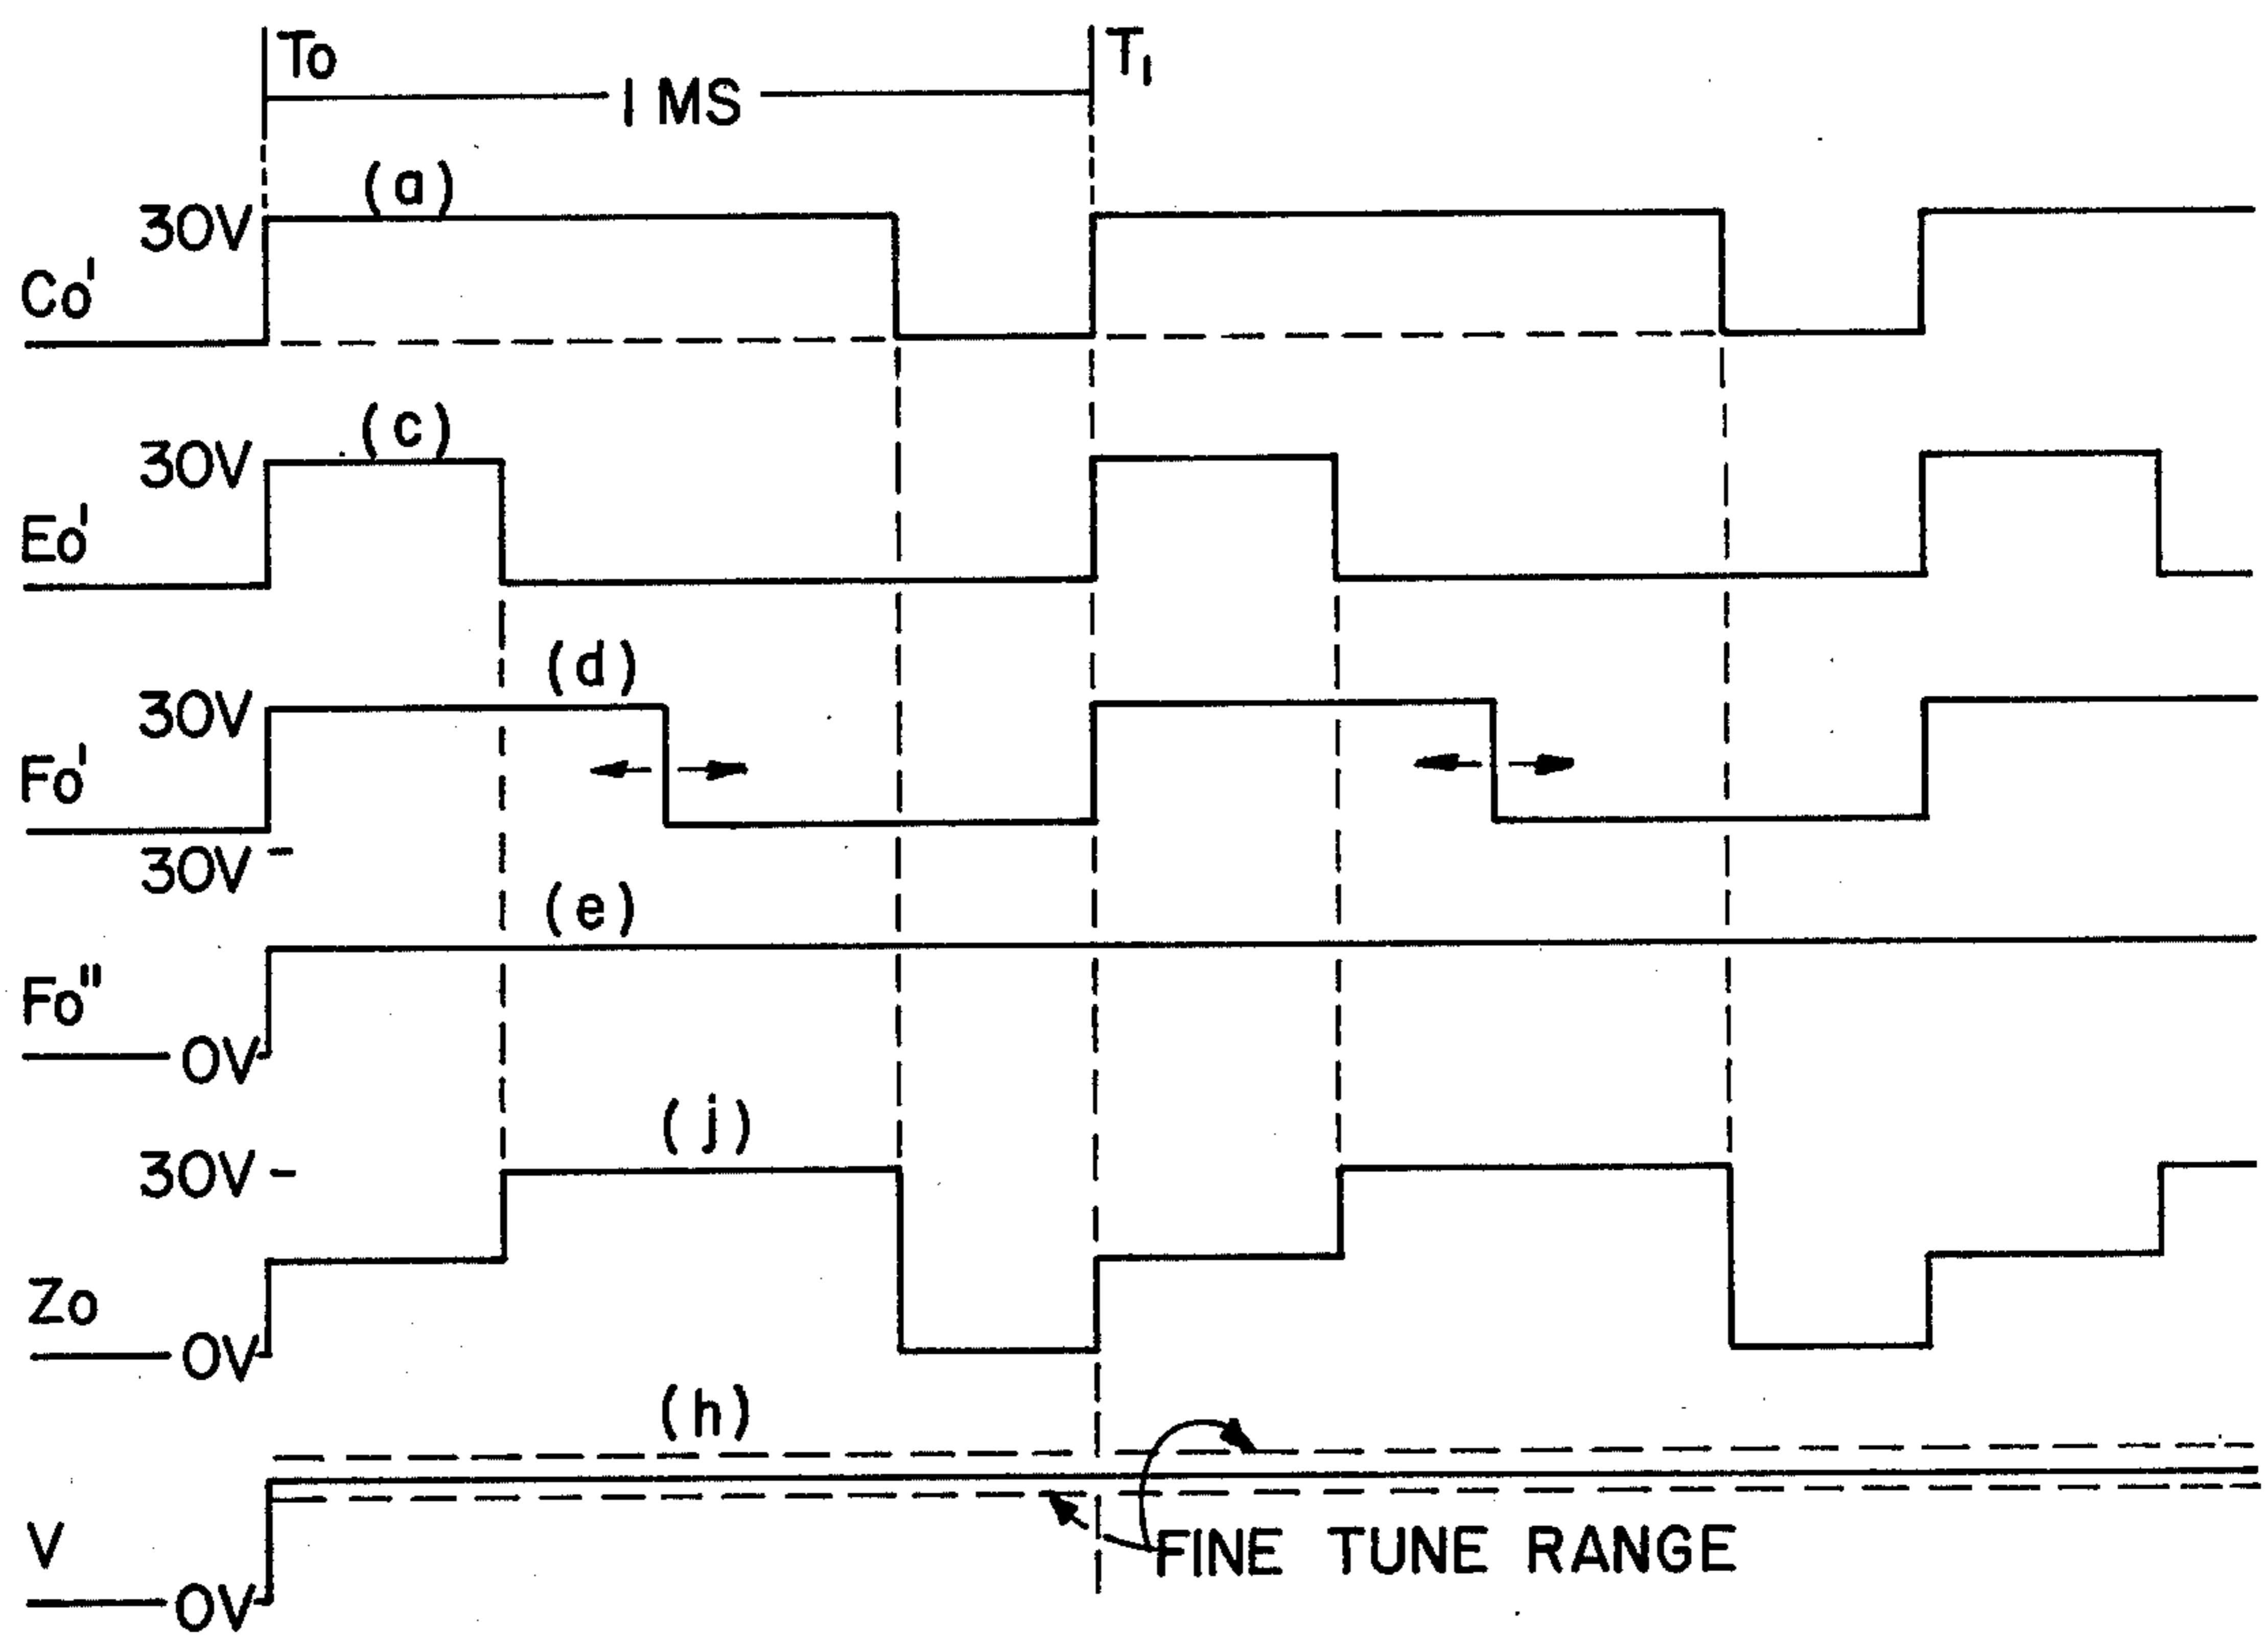 To
T1
1 MS
(a)
30V
Co'
(c)
30V
Eo'
(d)
30V
Fo'
30V
(e)
Fo"
0V
(j)
30V
Zo
0V
(h)
V
0V
FINE TUNE RANGE